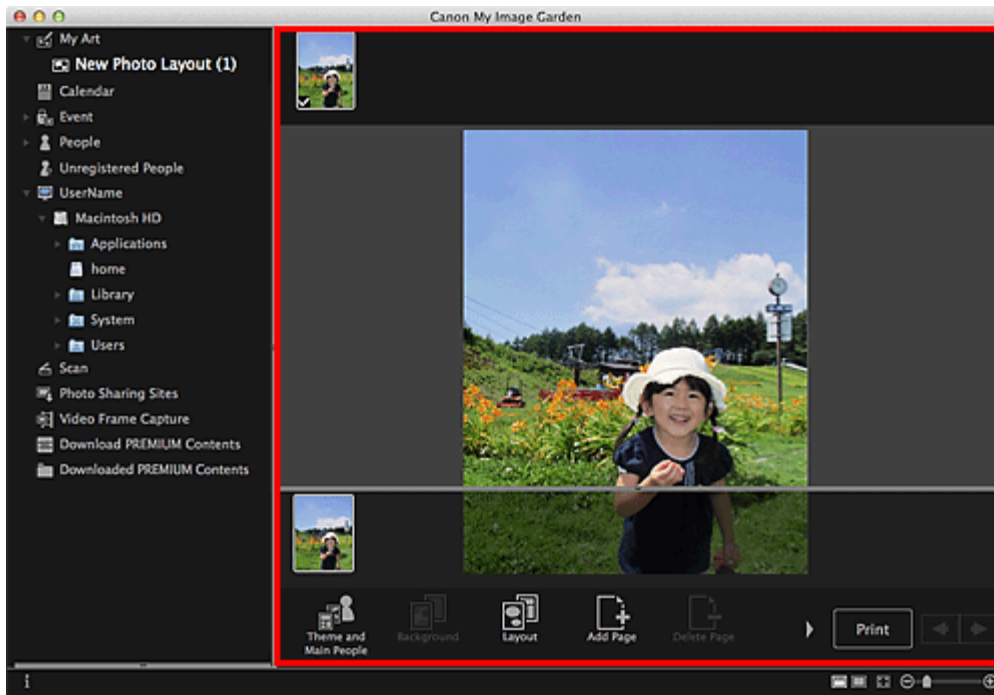 Canon My Image Garden
My Art
New Photo Layout (1)
Calendar
Event
People
Unregistered People
UserName
Macintosh HD
Applications
home
Library
System
Users
Scan
Photo Sharing Sites
Video Frame Capture
Download PREMIUM Contents
Downloaded PREMIUM Contents
Theme and
Main People
Background
Layout
Add Page
Delete Page
Print